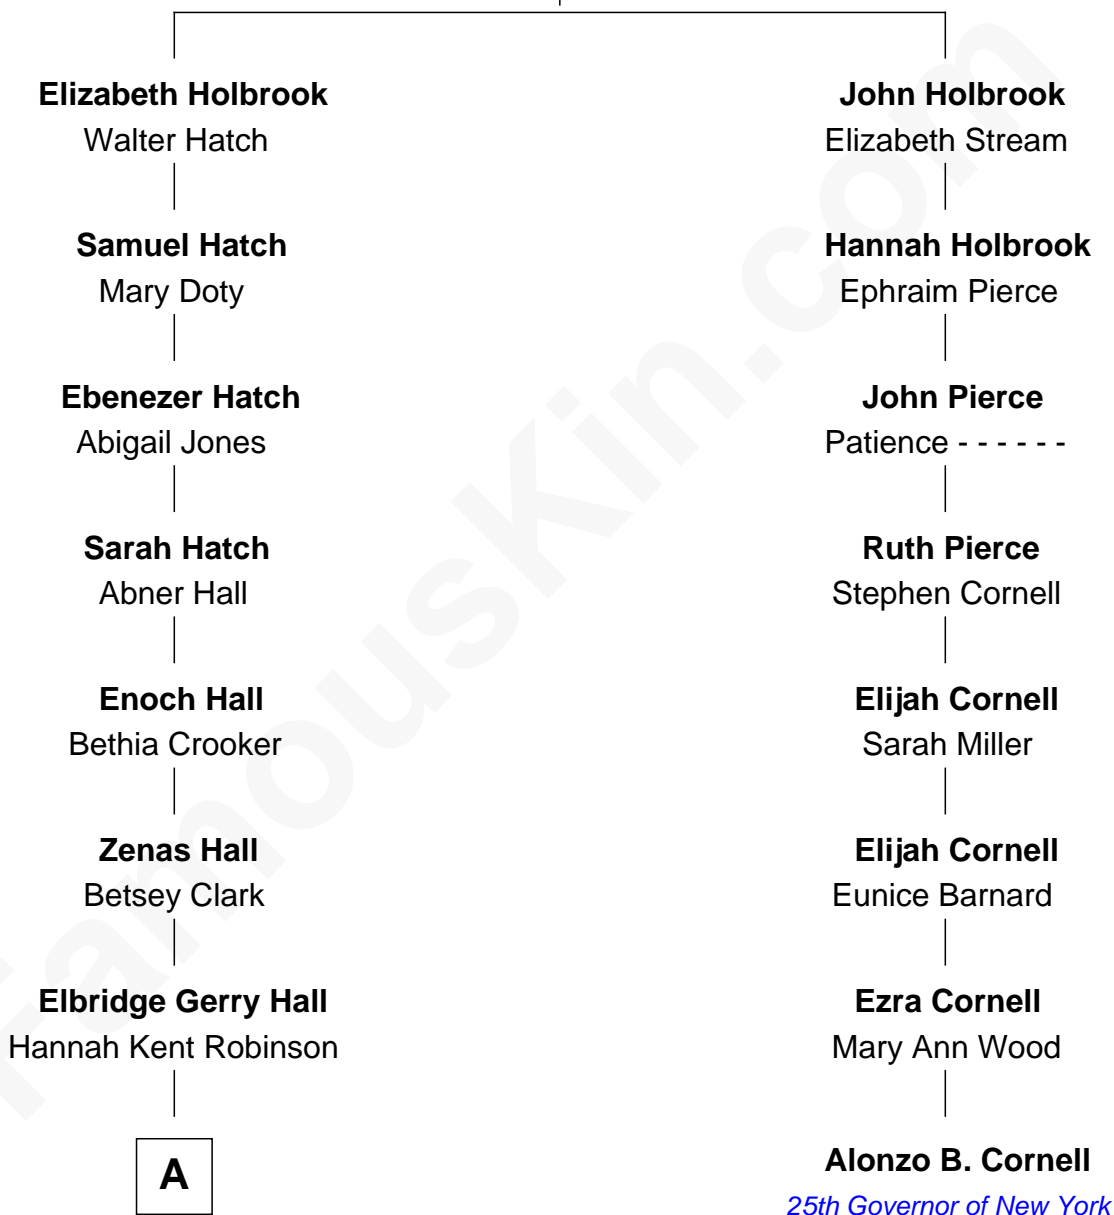 Elizabeth Holbrook
Walter Hatch
John Holbrook
Elizabeth Stream
Samuel Hatch
Mary Doty
Hannah Holbrook
Ephraim Pierce
Ebenezer Hatch
Abigail Jones
John Pierce
Patience - - - - - -
Sarah Hatch
Abner Hall
Ruth Pierce
Stephen Cornell
Enoch Hall
Bethia Crooker
Elijah Cornell
Sarah Miller
Zenas Hall
Betsey Clark
Elijah Cornell
Eunice Barnard
Elbridge Gerry Hall
Hannah Kent Robinson
Ezra Cornell
Mary Ann Wood
A
Alonzo B. Cornell
25th Governor of New York
FamousKin.com